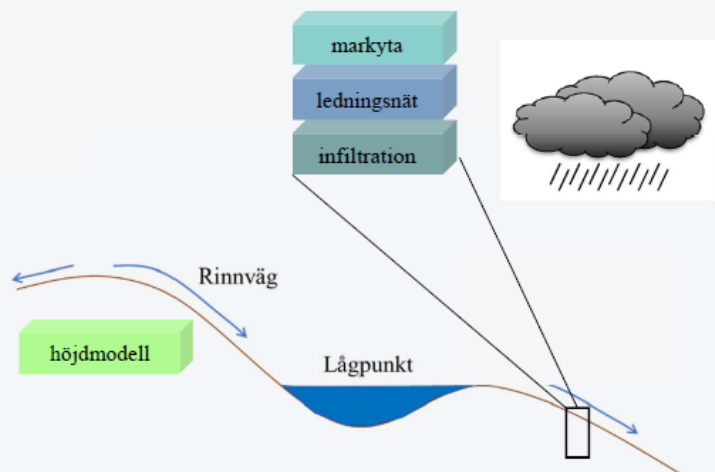 markyta
ledningsnät
infiltration
Rinnväg
höjdmodell
Lågpunkt